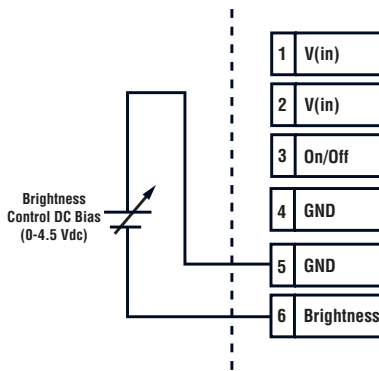 1 V(in)
2 V(in)
3 On/Off
4 GND
Brightness
Control DC Bias
(0-4.5 Vdc)
5 GND
6 Brightness